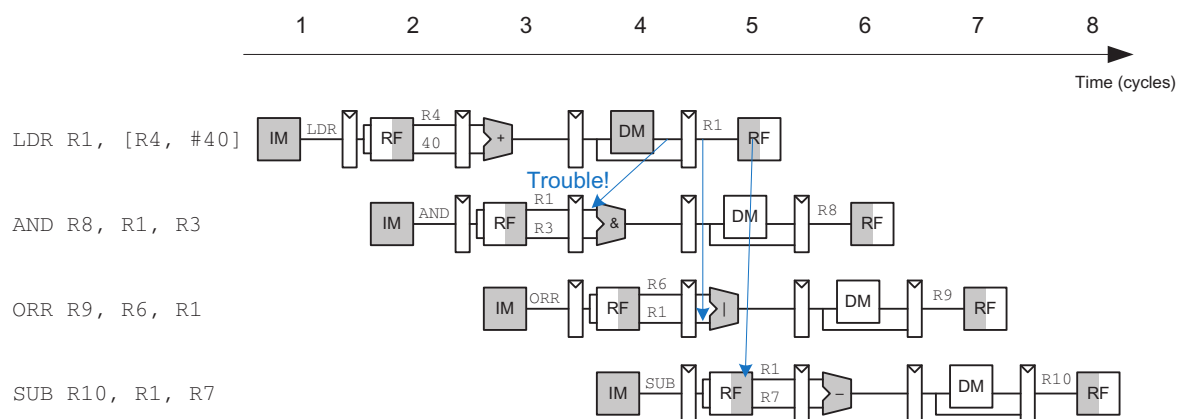 1 2 3 4 5 6 7 8
Time (cycles)
LDR R1, [R4, #40] IM LDR RF R4 40 + DM R1 RF
Trouble!
AND R8, R1, R3 IM AND RF R1 R3 & DM R8 RF
ORR R9, R6, R1 IM ORR RF R6 R1 | DM R9 RF
SUB R10, R1, R7 IM SUB RF R1 R7 − DM R10 RF